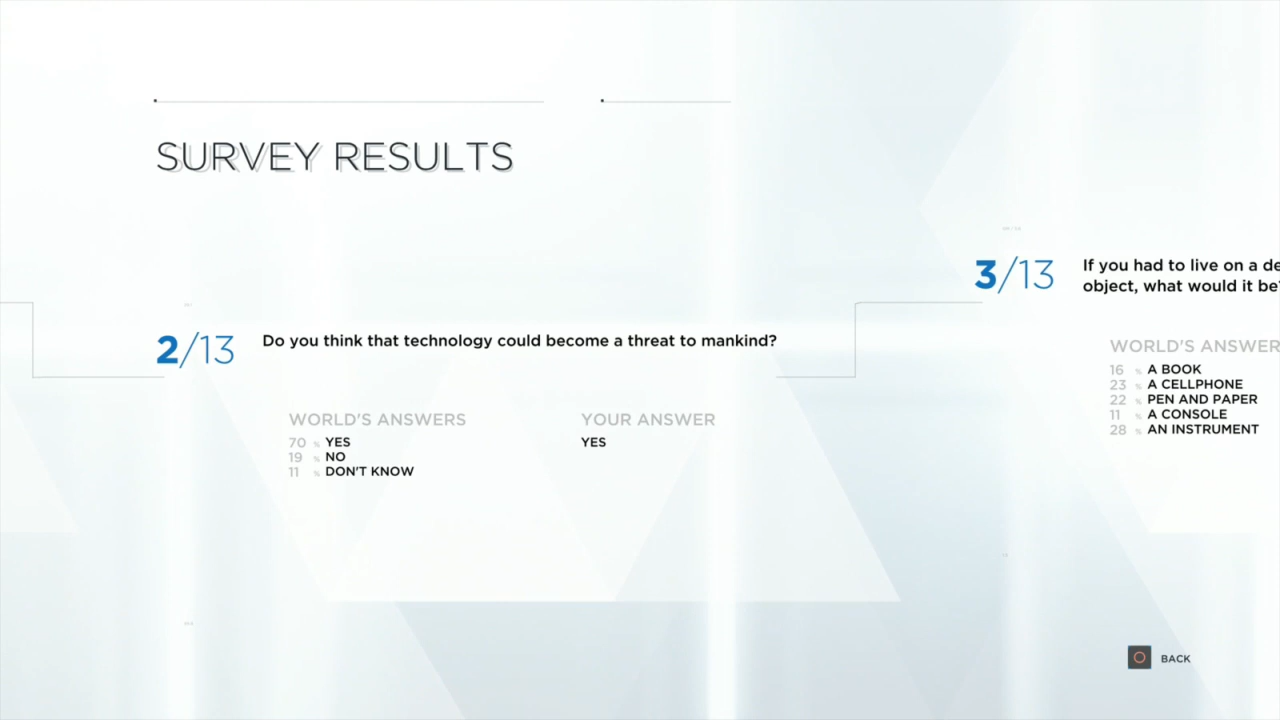 SURVEY RESULTS
2/13
Do you think that technology could become a threat to mankind?
WORLD'S ANSWERS
70 % YES
19 % NO
11 % DON'T KNOW
YOUR ANSWER
YES
3/13
If you had to live on a de
object, what would it be?
WORLD'S ANSWER
16 % A BOOK
23 % A CELLPHONE
22 % PEN AND PAPER
11 % A CONSOLE
28 % AN INSTRUMENT
BACK